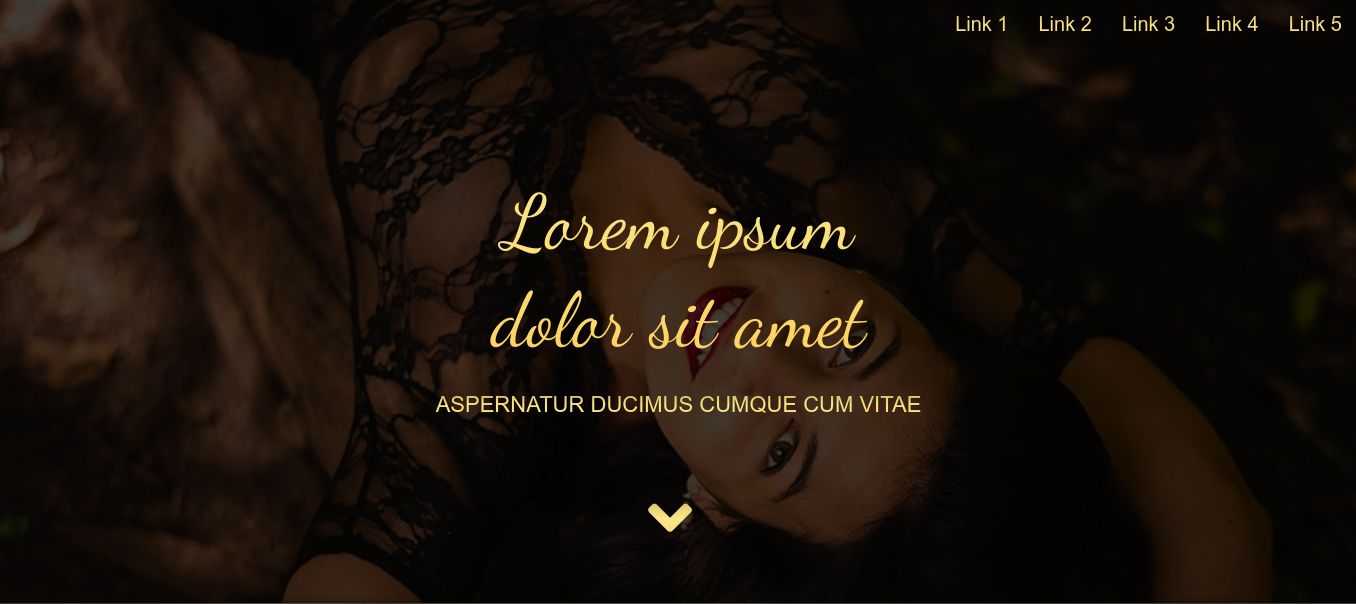 Link 1 Link 2 Link 3 Link 4 Link 5
Lorem ipsum
dolor sit amet
ASPERNATUR DUCIMUS CUMQUE CUM VITAE